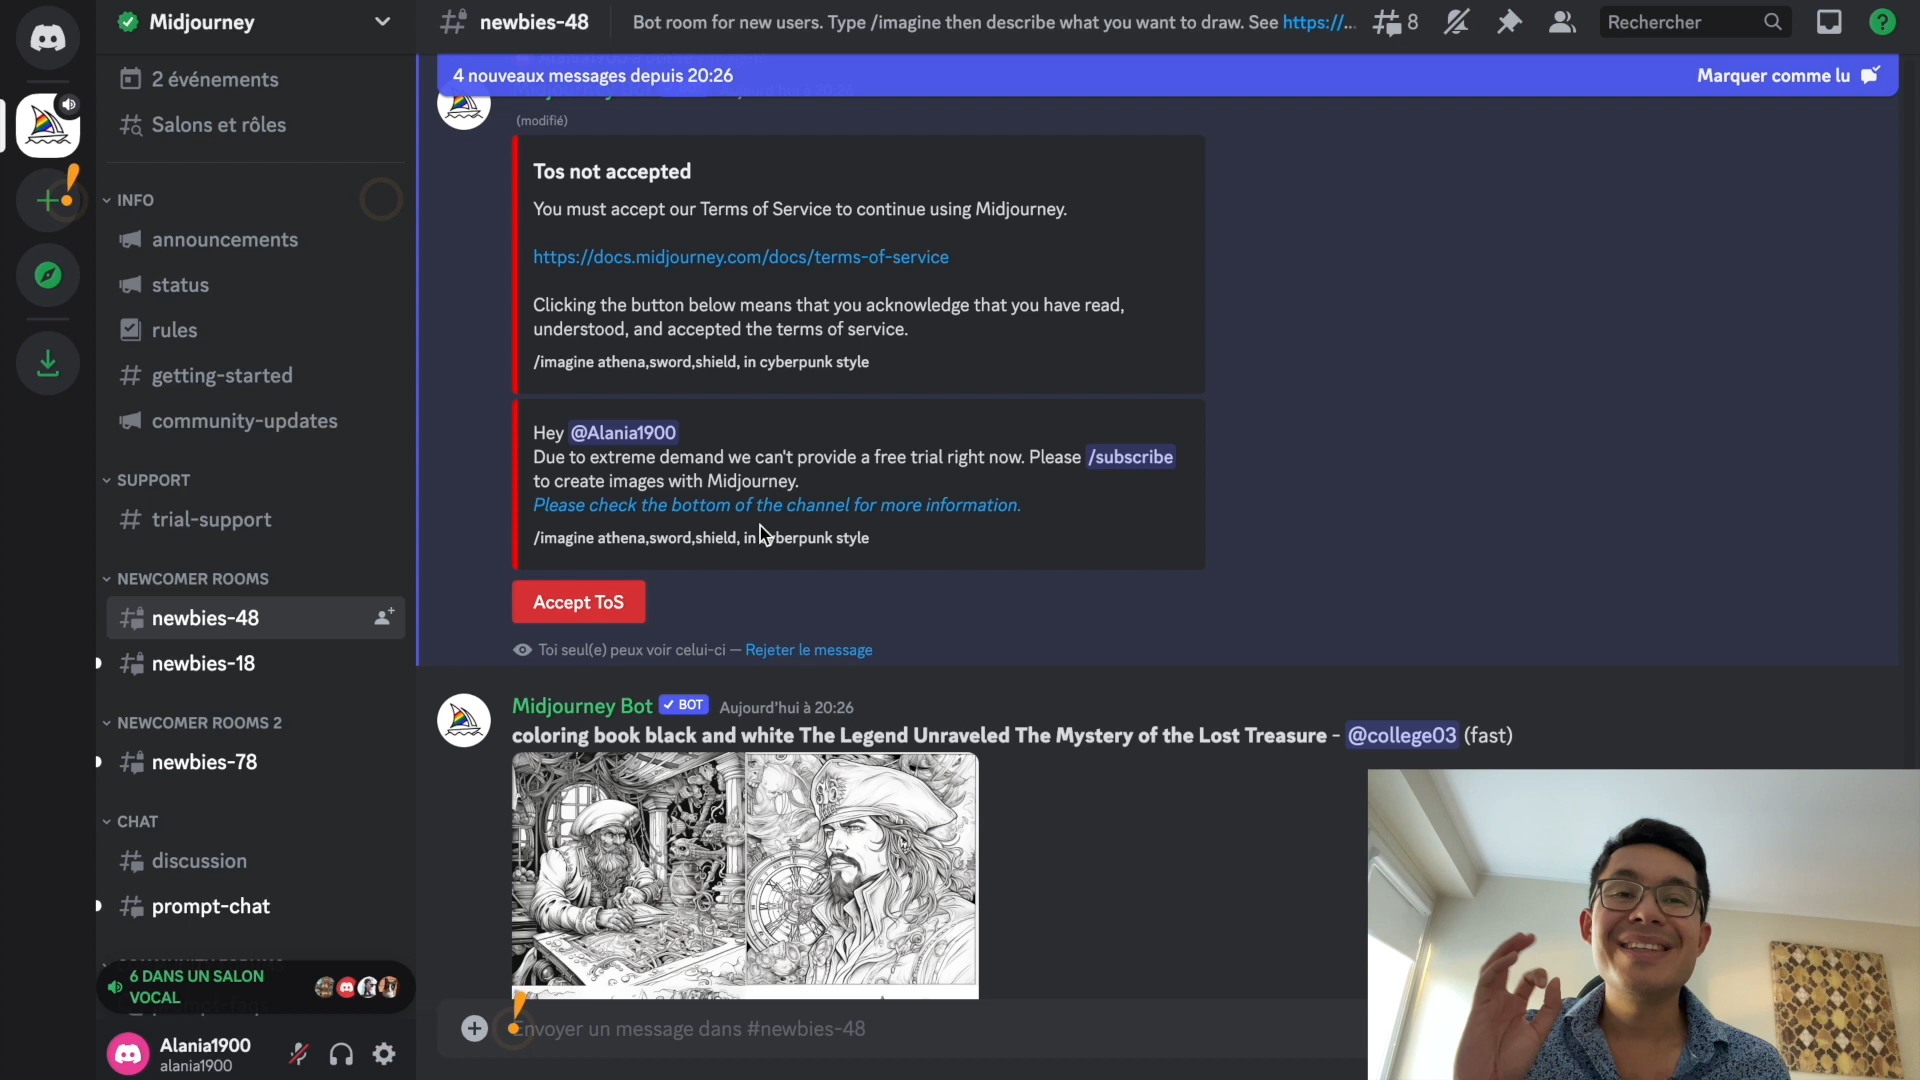 Midjourney
2 événements
Salons et rôles
INFO
announcements
status
rules
getting-started
community-updates
SUPPORT
trial-support
NEWCOMER ROOMS
newbies-48
newbies-18
NEWCOMER ROOMS 2
newbies-78
CHAT
discussion
prompt-chat
6 DANS UN SALON
VOCAL
Alania1900
alania1900
newbies-48
Bot room for new users. Type /imagine then describe what you want to draw. See https://...
8
Rechercher
4 nouveaux messages depuis 20:26
Marquer comme lu
(modifié)
Tos not accepted
You must accept our Terms of Service to continue using Midjourney.
https://docs.midjourney.com/docs/terms-of-service
Clicking the button below means that you acknowledge that you have read,
understood, and accepted the terms of service.
/imagine athena,sword,shield, in cyberpunk style
Hey @Alania1900
Due to extreme demand we can't provide a free trial right now. Please /subscribe
to create images with Midjourney.
Please check the bottom of the channel for more information.
/imagine athena,sword,shield, in cyberpunk style
Accept ToS
Toi seul(e) peux voir celui-ci — Rejeter le message
Midjourney Bot BOT Aujourd'hui à 20:26
coloring book black and white The Legend Unraveled The Mystery of the Lost Treasure - @college03 (fast)
Envoyer un message dans #newbies-48